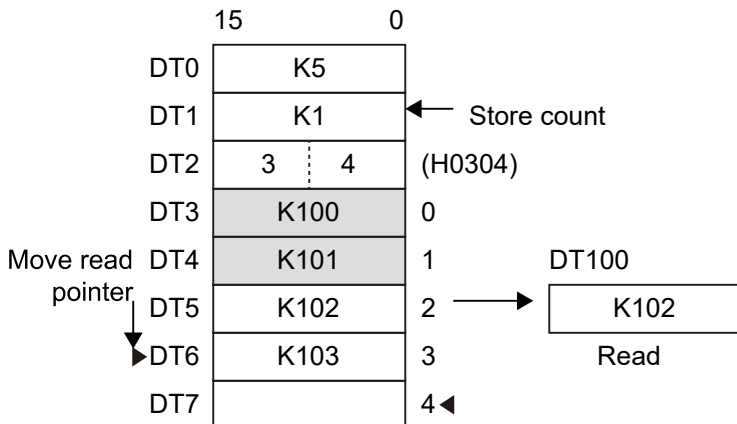 15 0
DT0 K5
DT1 K1 Store count
DT2 3 4 (H0304)
DT3 K100 0
Move read DT4 K101 1 DT100
pointer DT5 K102 2 K102
DT6 K103 3 Read
DT7 4